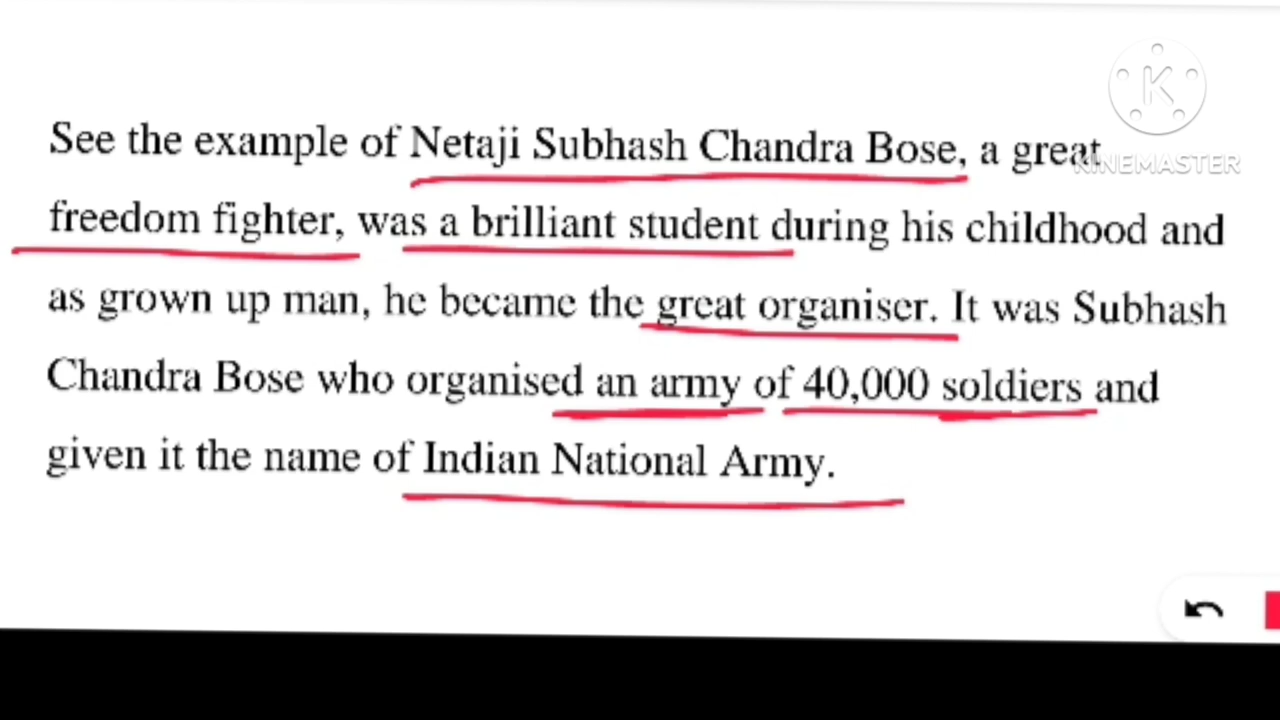 See the example of Netaji Subhash Chandra Bose, a great
freedom fighter, was a brilliant student during his childhood and
as grown up man, he became the great organiser. It was Subhash
Chandra Bose who organised an army of 40,000 soldiers and
given it the name of Indian National Army.
K
KINEMASTER